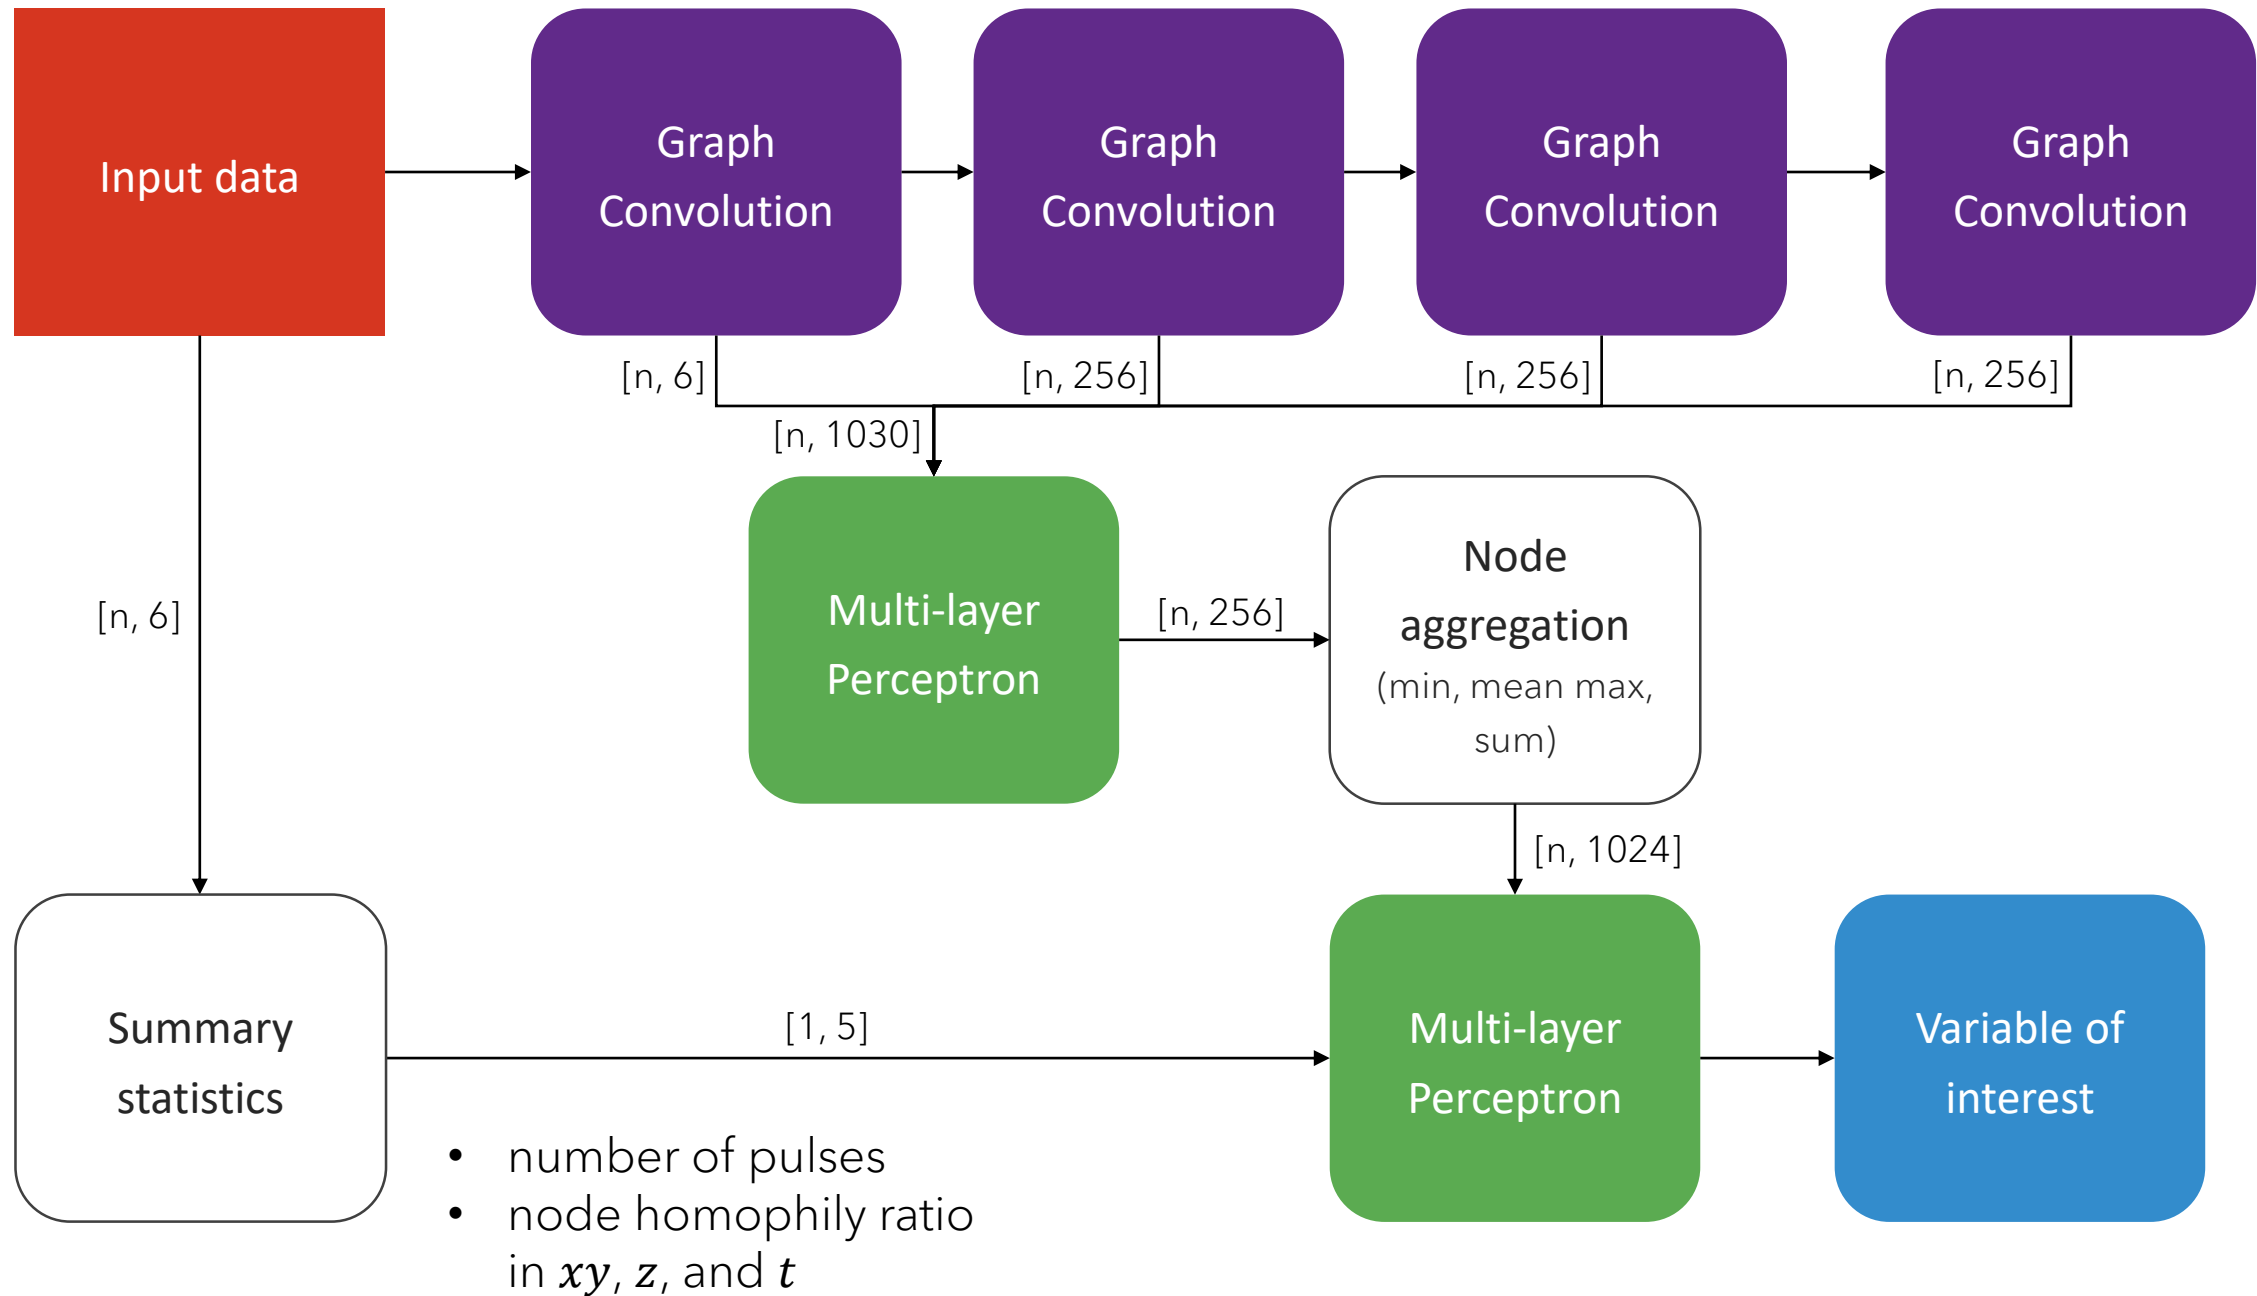 Input data
Graph
Convolution
Graph
Convolution
Graph
Convolution
Graph
Convolution
[n, 6]
[n, 256]
[n, 256]
[n, 256]
[n, 1030]
[n, 6]
Multi-layer
Perceptron
[n, 256]
Node
aggregation
(min, mean max,
sum)
[n, 1024]
Summary
statistics
[1, 5]
Multi-layer
Perceptron
Variable of
interest
• number of pulses
• node homophily ratio
in xy, z, and t